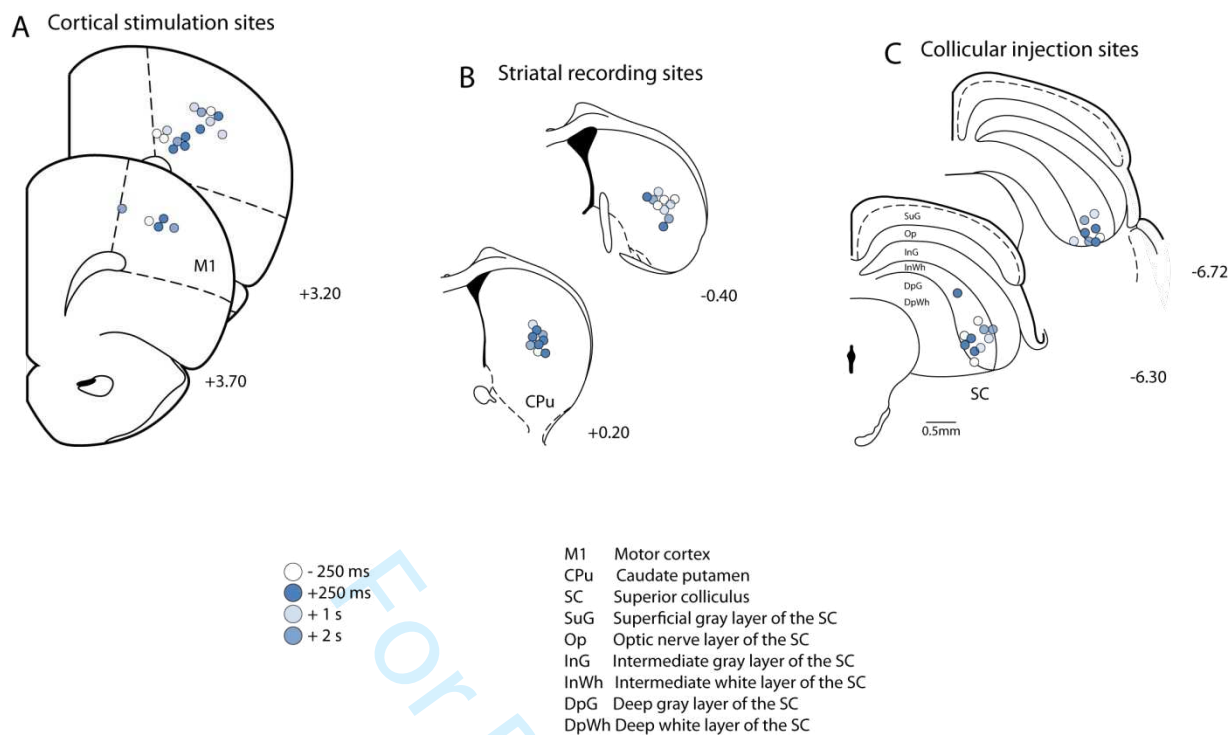 A Cortical stimulation sites
B Striatal recording sites
C Collicular injection sites
M1
+3.20
+3.70
CPu
-0.40
+0.20
SuG
Op
InG
InWh
DpG
DpWh
SC
0.5mm
-6.72
-6.30
- 250 ms
+250 ms
+ 1 s
+ 2 s
M1 Motor cortex
CPu Caudate putamen
SC Superior colliculus
SuG Superficial gray layer of the SC
Op Optic nerve layer of the SC
InG Intermediate gray layer of the SC
InWh Intermediate white layer of the SC
DpG Deep gray layer of the SC
DpWh Deep white layer of the SC
For